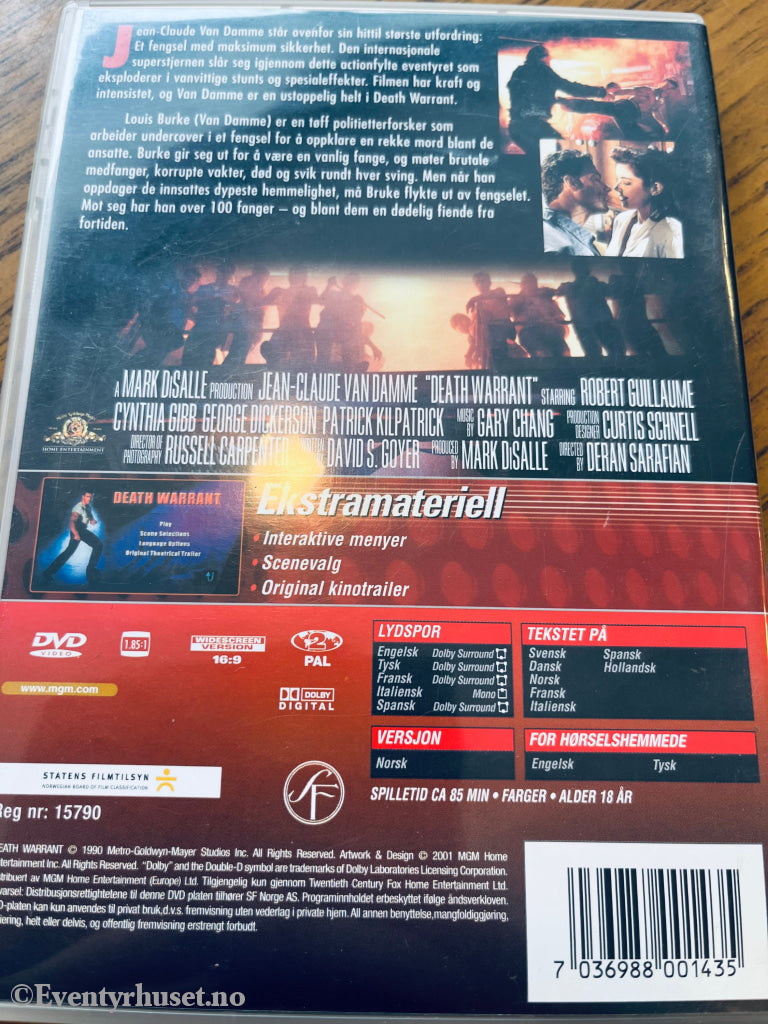 Jean-Claude Van Damme står ovenfor sin hittil største utfordring:
Et fengsel med maksimum sikkerhet. Den internasjonale
superstjernen slår seg igjennom dette actionfylte eventyret som
eksploderer i vanvittige stunts og spesialeffekter. Filmen har kraft og
intensistet, og Van Damme er en ustoppelig helt i Death Warrant.
Louis Burke (Van Damme) er en tøff politietterforsker som
arbeider undercover i et fengsel for å oppklare en rekke mord blant de
ansatte. Burke gir seg ut for å være en vanlig fange, og møter brutale
medfanger, korrupte vakter, død og svik rundt hver sving. Men når han
oppdager de innsattes dypeste hemmelighet, må Bruke flykte ut av fengselet.
Mot seg har han over 100 fanger – og blant dem en dødelig fiende fra
fortiden.
A MARK DiSALLE PRODUCTION JEAN-CLAUDE VAN DAMME "DEATH WARRANT" STARRING ROBERT GUILLAUME
CYNTHIA GIBB GEORGE DICKERSON PATRICK KILPATRICK MUSIC BY GARY CHANG PRODUCTION DESIGNER CURTIS SCHNELL
DIRECTOR OF PHOTOGRAPHY RUSSELL CARPENTER DAVID S. GOYER PRODUCED BY MARK DiSALLE DIRECTED BY DERAN SARAFIAN
HOME ENTERTAINMENT
DEATH WARRANT
Play
Scene Selections
Language Options
Original Theatrical Trailer
Ekstramateriell
• Interaktive menyer
• Scenevalg
• Original kinotrailer
DVD
VIDEO
1.85:1
WIDESCREEN
VERSION
16:9
2
PAL
www.mgm.com
DOLBY
DIGITAL
LYDSPOR
Engelsk Dolby Surround
Tysk Dolby Surround
Fransk Dolby Surround
Italiensk Mono
Spansk Dolby Surround
TEKSTET PÅ
Svensk Spansk
Dansk Hollandsk
Norsk
Fransk
Italiensk
VERSJON
Norsk
FOR HØRSELSHEMMEDE
Engelsk Tysk
SPILLETID CA 85 MIN • FARGER • ALDER 18 ÅR
STATENS FILMTILSYN
NORWEGIAN BOARD OF FILM CLASSIFICATION
Reg nr: 15790
SF
EATH WARRANT © 1990 Metro-Goldwyn-Mayer Studios Inc. All Rights Reserved. Artwork & Design © 2001 MGM Home
ntertainment Inc. All Rights Reserved. "Dolby" and the Double-D symbol are trademarks of Dolby Laboratories Licensing Corporation.
stribuert av MGM Home Entertainment (Europe) Ltd. Tilgjengelig kun gjennom Twentieth Century Fox Home Entertainment Ltd.
varsel: Distribusjonsrettighetene til denne DVD platen tilhører SF Norge AS. Programinnholdet erbeskyttet ifølge åndsverkloven.
D-platen kan kun anvendes til privat bruk,d.v.s. fremvisning uten vederlag i private hjem. All annen benyttelse,mangfoldiggjøring,
iering, helt eller delvis, og offentlig fremvisning erstrengt forbudt.
7 036988 001435
©Eventyrhuset.no